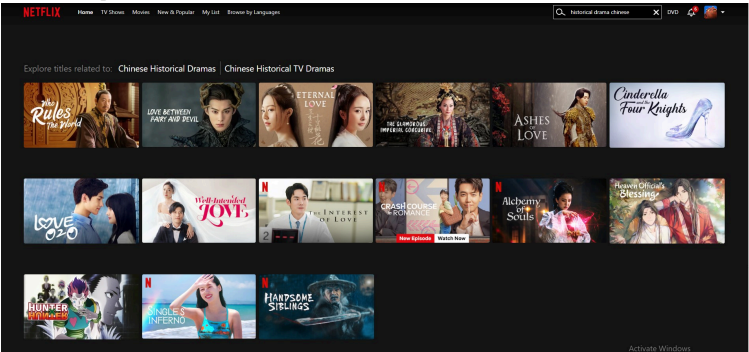 NETFLIX Home TV Shows Movies New & Popular My List Browse by Languages historical drama chinese DVD
Explore titles related to: Chinese Historical Dramas Chinese Historical TV Dramas
Who Rules The World
LOVE BETWEEN FAIRY AND DEVIL
ETERNAL LOVE
THE GLAMOROUS IMPERIAL CONCUBINE
ASHES of LOVE
Cinderella and the Four Knights
LOVE O2O
Well-Intended LOVE
N THE INTEREST OF LOVE
CRASH COURSE IN ROMANCE
New Episode Watch Now
N Alchemy of Souls
Heaven Official's Blessing
HUNTER HUNTER
N SINGLE'S INFERNO
N HANDSOME SIBLINGS
Activate Windows